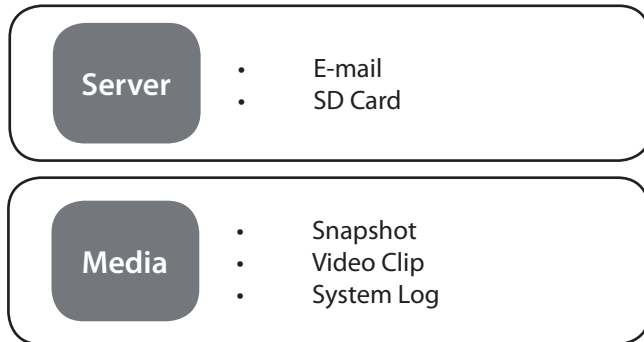 Server
• E-mail
• SD Card
Media
• Snapshot
• Video Clip
• System Log